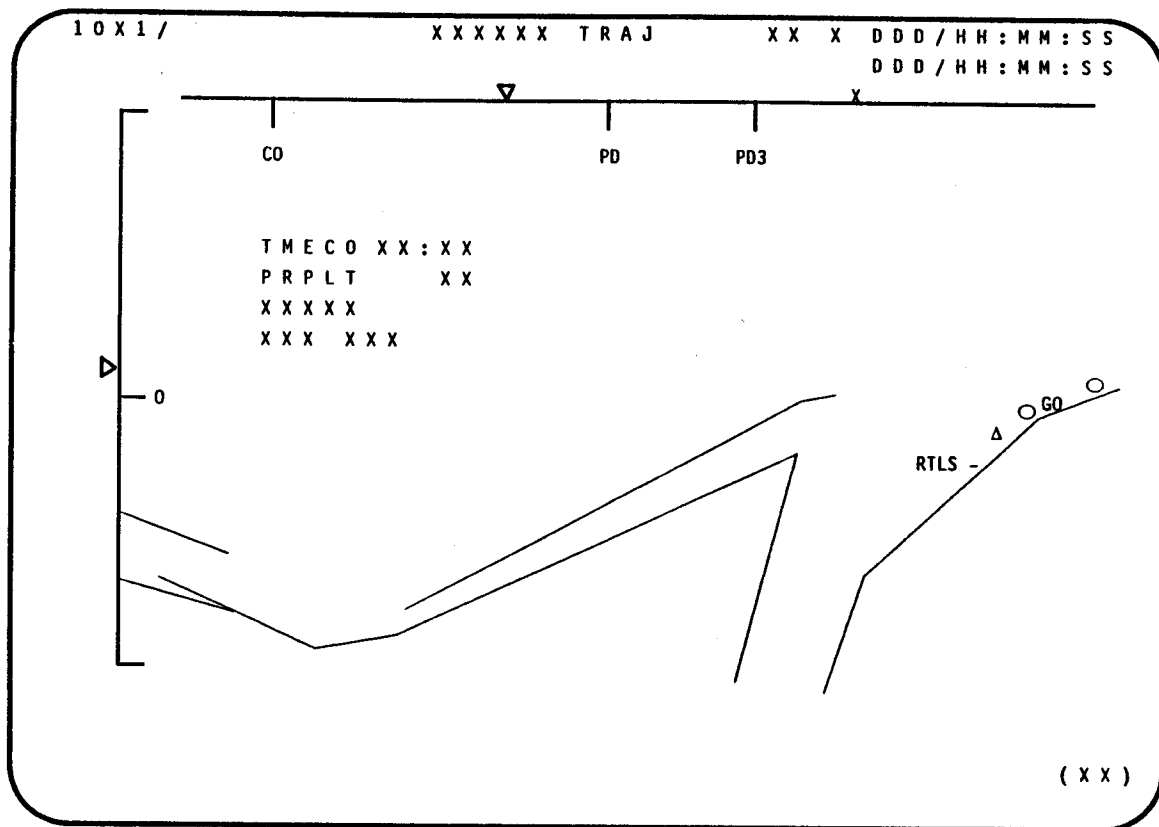 10X1/ XXXXXX TRAJ XX X DDD/HH:MM:SS
DDD/HH:MM:SS
X
CO PD PD3
TMECO XX:XX
PRPLT XX
XXXXX
XXX XXX
0
GO
RTLS -
(XX)